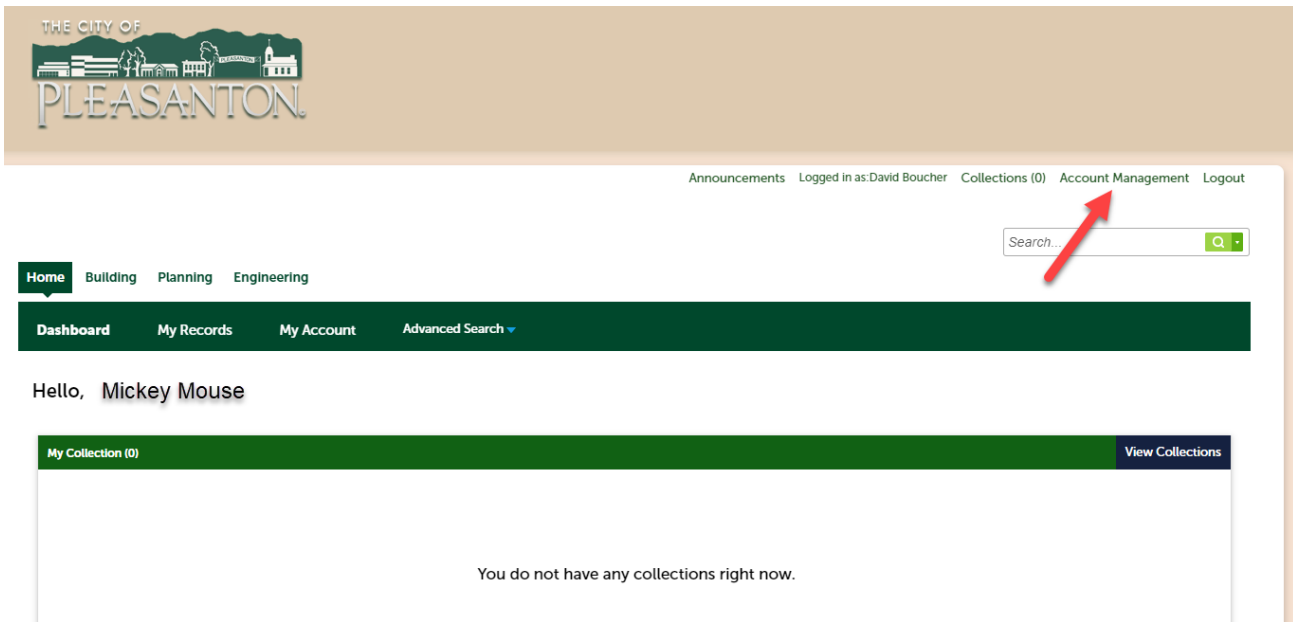 THE CITY OF
PLEASANTON
PLEASANTON
Announcements Logged in as:David Boucher Collections (0) Account Management Logout
Search...
Home Building Planning Engineering
Dashboard My Records My Account Advanced Search
Hello, Mickey Mouse
My Collection (0) View Collections
You do not have any collections right now.